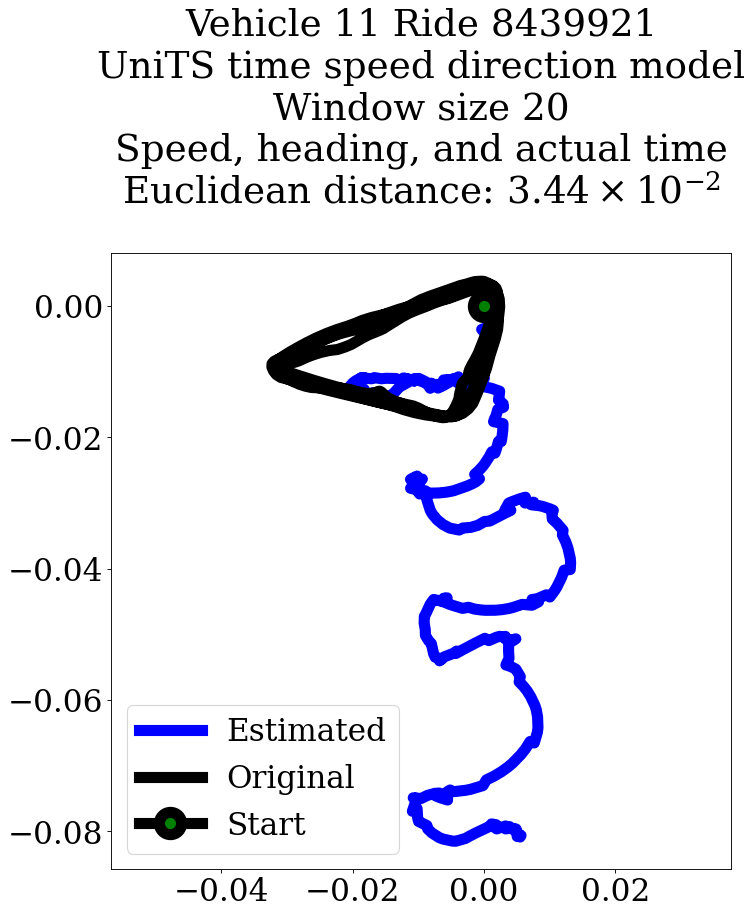 Vehicle 11 Ride 8439921
UniTS time speed direction model
Window size 20
Speed, heading, and actual time
Euclidean distance: 3.44 × 10⁻²
0.00
−0.02
−0.04
−0.06
−0.08
Estimated
Original
Start
−0.04 −0.02 0.00 0.02